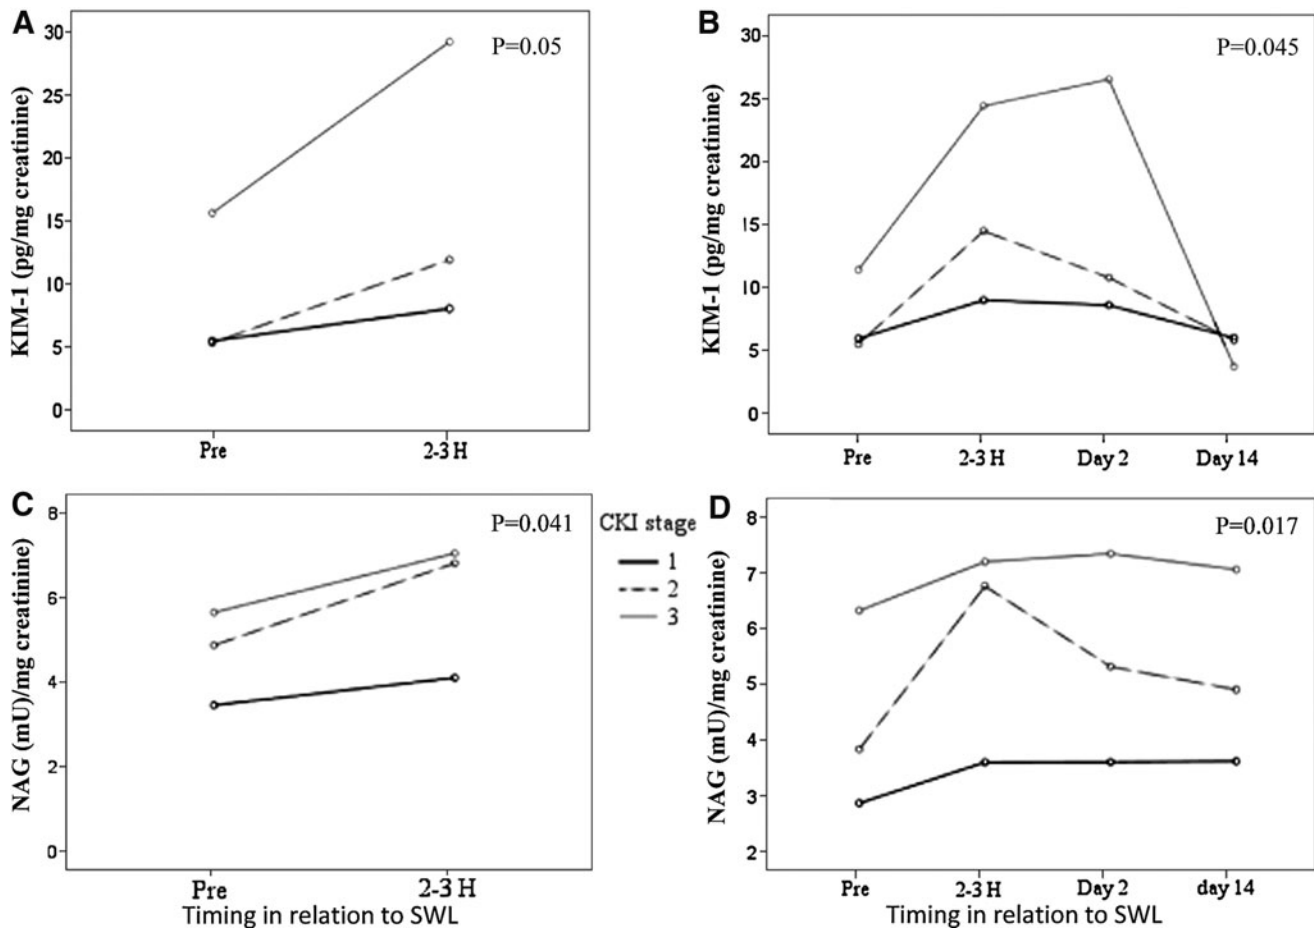 A
P=0.05
KIM-1 (pg/mg creatinine)
30
25
20
15
10
5
0
Pre 2-3 H
B
P=0.045
KIM-1 (pg/mg creatinine)
30
25
20
15
10
5
0
Pre 2-3 H Day 2 Day 14
C
P=0.041
NAG (mU)/mg creatinine)
8
6
4
2
0
Pre 2-3 H
Timing in relation to SWL
CKI stage
1
2
3
D
P=0.017
NAG (mU)/mg creatinine)
8
7
6
5
4
3
2
Pre 2-3 H Day 2 day 14
Timing in relation to SWL